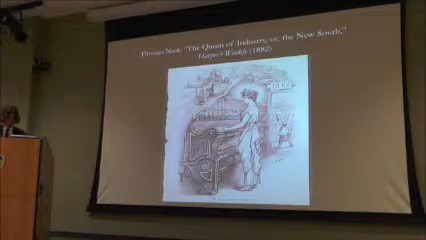 Thomas Nast, "The Queen of Industry, or, the New South,"
Harper's Weekly (1882)